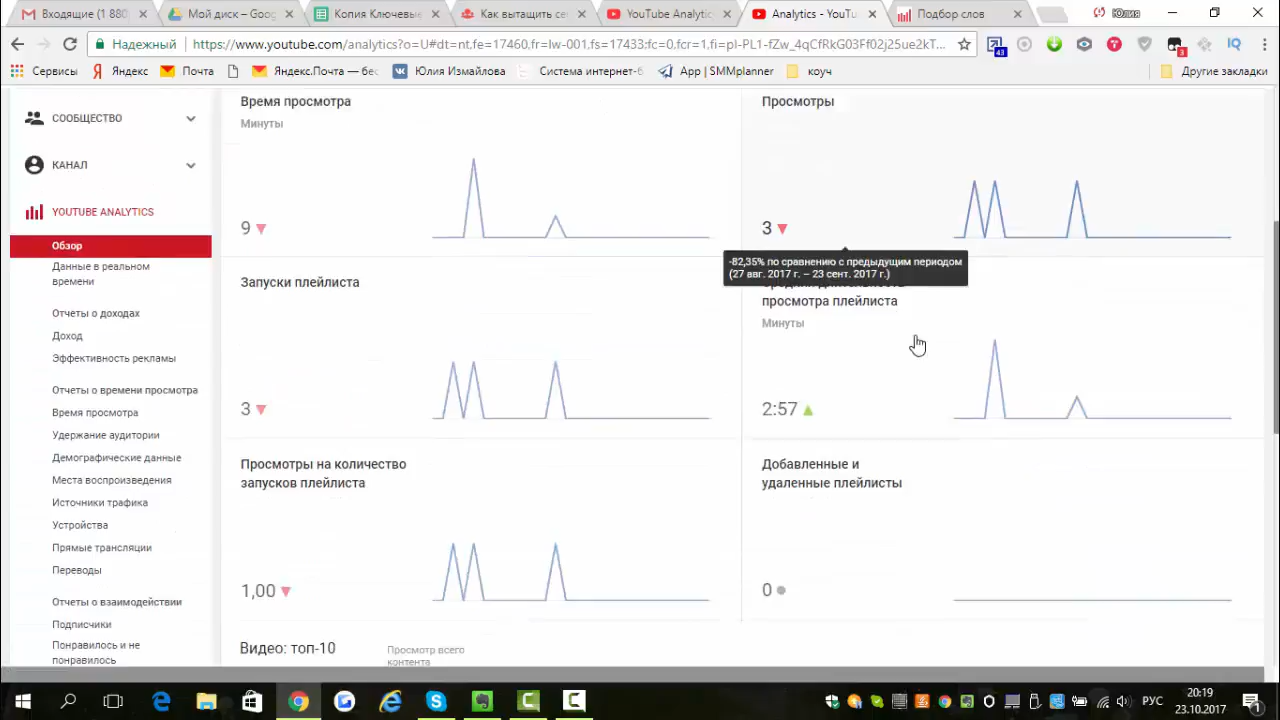 Входящие (1 880
Мой диск – Goog
Копия Ключевые
Как вытащить се
YouTube Analytic
Analytics - YouTu
Подбор слов
Юлия
Надежный
https://www.youtube.com/analytics?o=U#dt=nt,fe=17460,fr=lw-001,fs=17433;fc=0,fcr=1,fi=pl-PL1-fZw_4qCfRkG03Ff02j25ue2kT...
Сервисы
Яндекс
Почта
Яндекс.Почта — бес
Юлия Измайлова
Система интернет-б
App | SMMplanner
коуч
Другие закладки
43
3
СООБЩЕСТВО
КАНАЛ
YOUTUBE ANALYTICS
Обзор
Данные в реальном
времени
Отчеты о доходах
Доход
Эффективность рекламы
Отчеты о времени просмотра
Время просмотра
Удержание аудитории
Демографические данные
Места воспроизведения
Источники трафика
Устройства
Прямые трансляции
Переводы
Отчеты о взаимодействии
Подписчики
Понравилось и не
понравилось
Время просмотра
Минуты
9
Просмотры
3
-82,35% по сравнению с предыдущим периодом
(27 авг. 2017 г. – 23 сент. 2017 г.)
Запуски плейлиста
3
просмотра плейлиста
Минуты
2:57
Просмотры на количество
запусков плейлиста
1,00
Добавленные и
удаленные плейлисты
0
Видео: топ-10
Просмотр всего
контента
РУС
20:19
23.10.2017
1